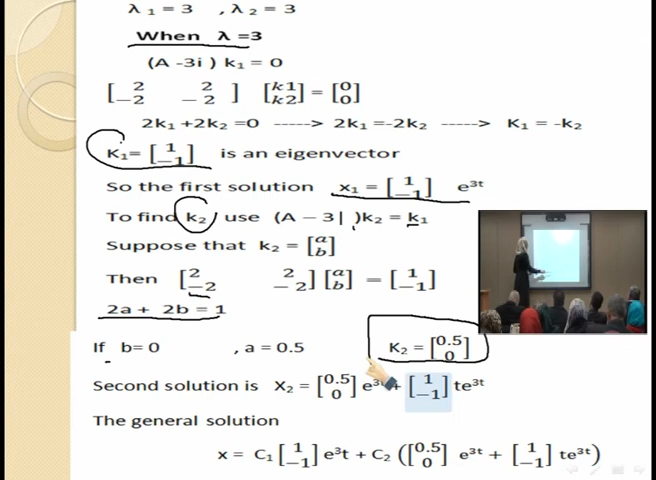 λ 1 = 3 , λ 2 = 3
When λ =3
(A -3i ) k₁ = 0
[2 2] [k1] = [0]
[−2 −2] [k2] [0]
2k₁ +2k₂ =0 -----> 2k₁ =-2k₂ -----> K₁ = -k₂
K₁= [1 −1] is an eigenvector
So the first solution x₁ = [1 −1] e³ᵗ
To find k₂ use (A − 3| )k₂ = k₁
Suppose that k₂ = [a b]
Then [2 2] [a] = [1]
[−2 −2] [b] [−1]
2a + 2b = 1
If b=0 , a = 0.5 K₂ = [0.5 0]
Second solution is X₂ = [0.5 0] e³ᵗ + [1 −1] te³ᵗ
The general solution
x = C₁ [1 −1] e³t + C₂ ([0.5 0] e³ᵗ + [1 −1] te³ᵗ)